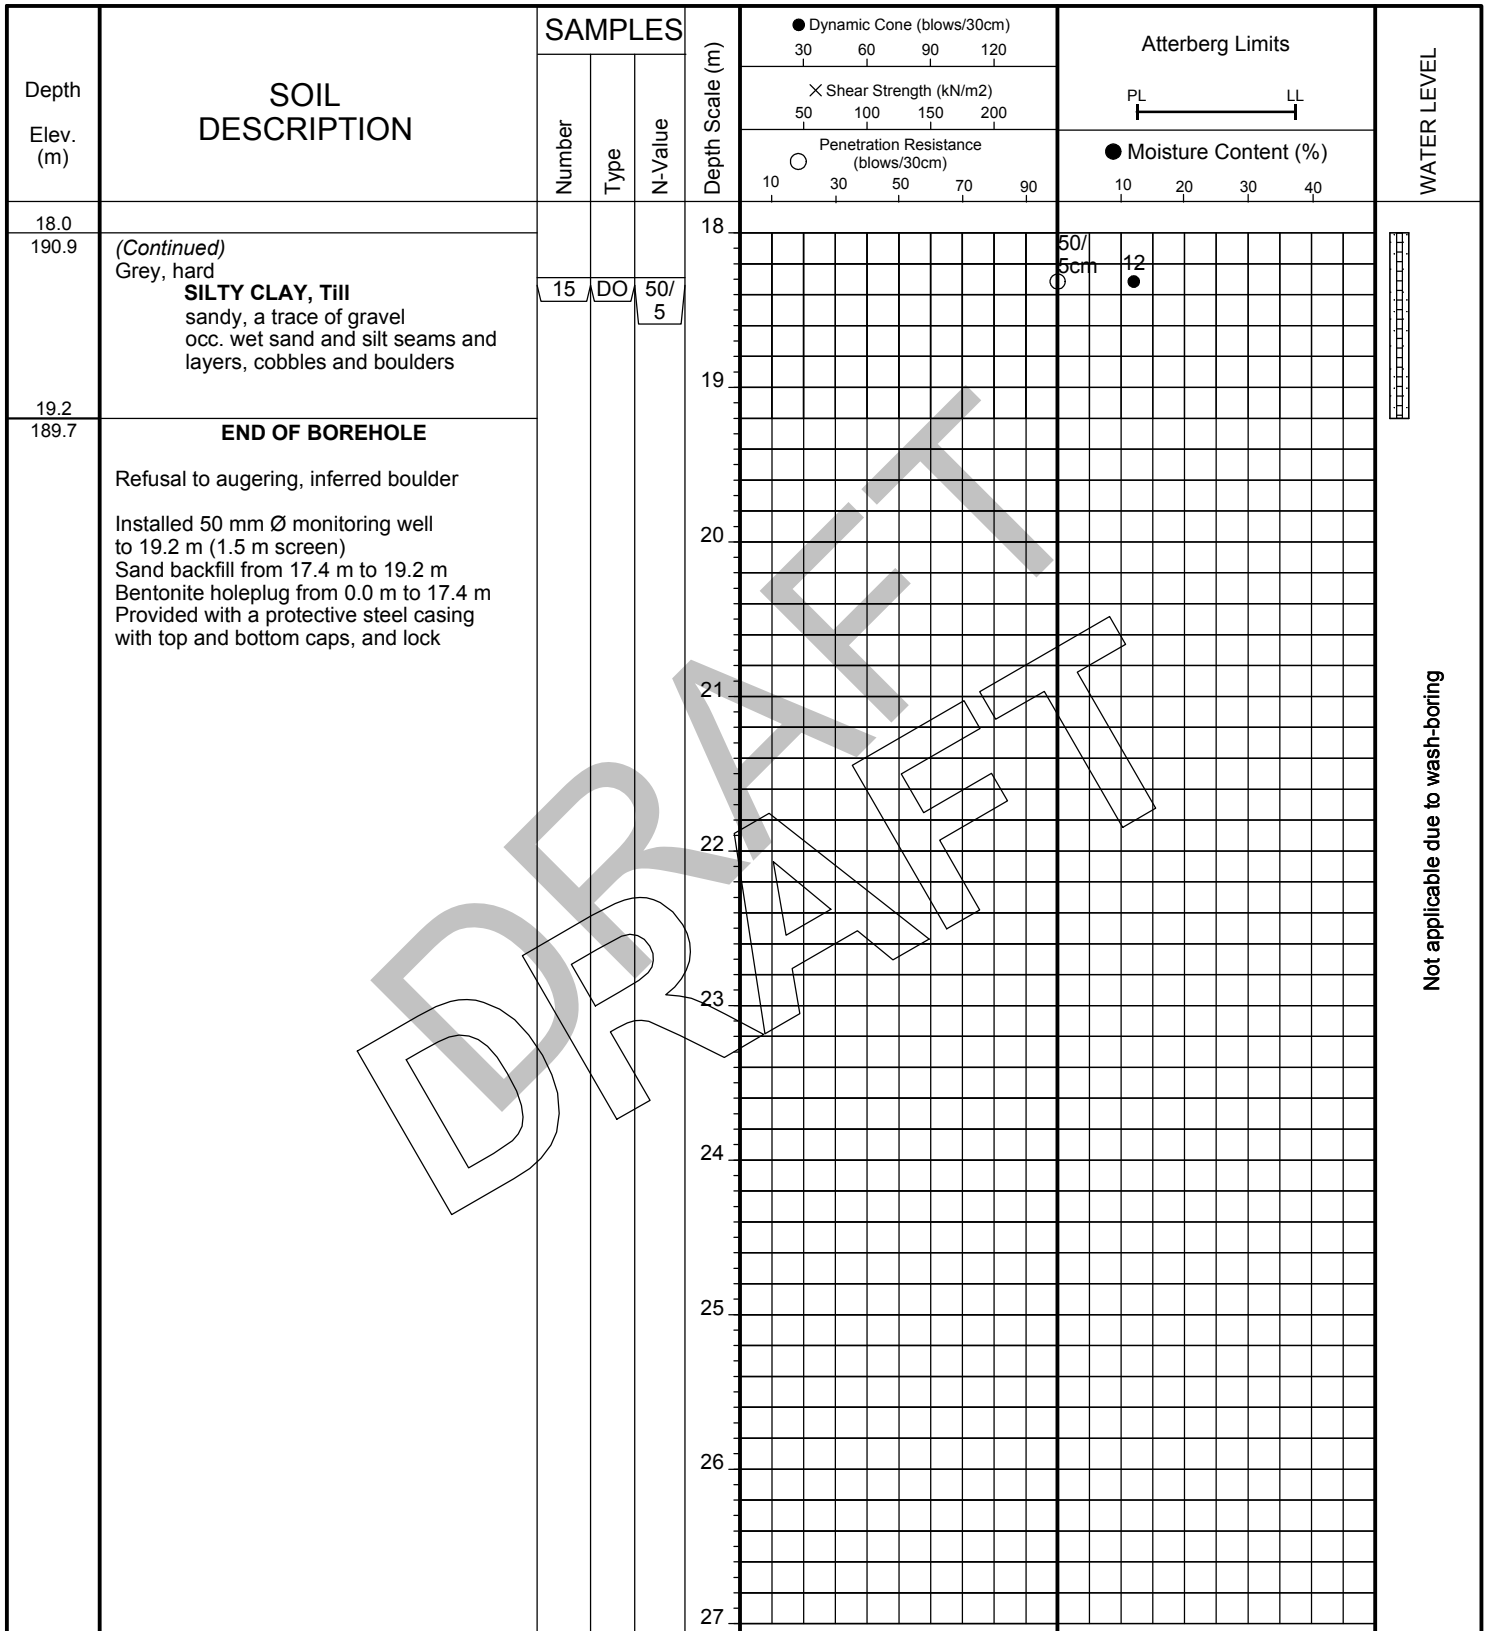 Depth
Elev.
(m)
SOIL
DESCRIPTION
SAMPLES
Number
Type
N-Value
Depth Scale (m)
● Dynamic Cone (blows/30cm)
30 60 90 120
× Shear Strength (kN/m2)
50 100 150 200
○ Penetration Resistance
(blows/30cm)
10 30 50 70 90
Atterberg Limits
PL LL
● Moisture Content (%)
10 20 30 40
WATER LEVEL
18.0
190.9
(Continued)
Grey, hard
SILTY CLAY, Till
sandy, a trace of gravel
occ. wet sand and silt seams and
layers, cobbles and boulders
15 DO 50/
5
50/
5cm
12
19.2
189.7
END OF BOREHOLE
Refusal to augering, inferred boulder
Installed 50 mm Ø monitoring well
to 19.2 m (1.5 m screen)
Sand backfill from 17.4 m to 19.2 m
Bentonite holeplug from 0.0 m to 17.4 m
Provided with a protective steel casing
with top and bottom caps, and lock
18
19
20
21
22
23
24
25
26
27
DRAFT
DRAFT
Not applicable due to wash-boring